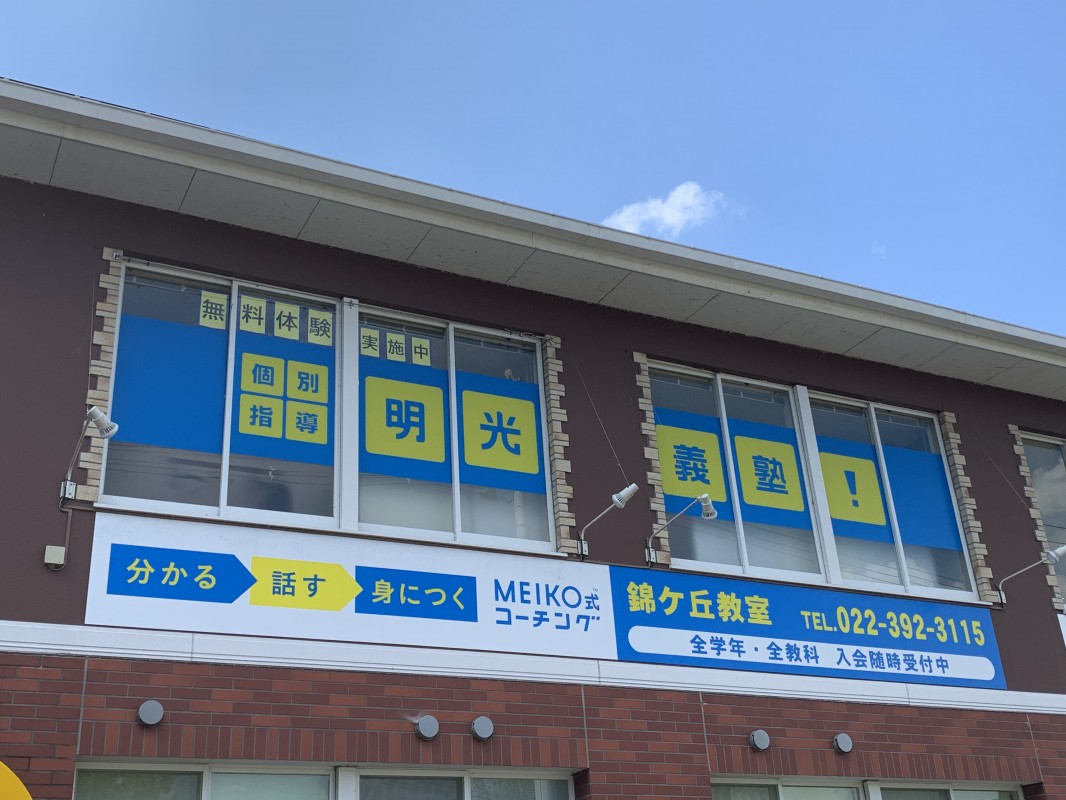 無料体験実施中
個別
指導
明光義塾!
分かる 話す 身につく
MEIKO式™
コーチング
錦ケ丘教室 TEL.022-392-3115
全学年・全教科 入会随時受付中